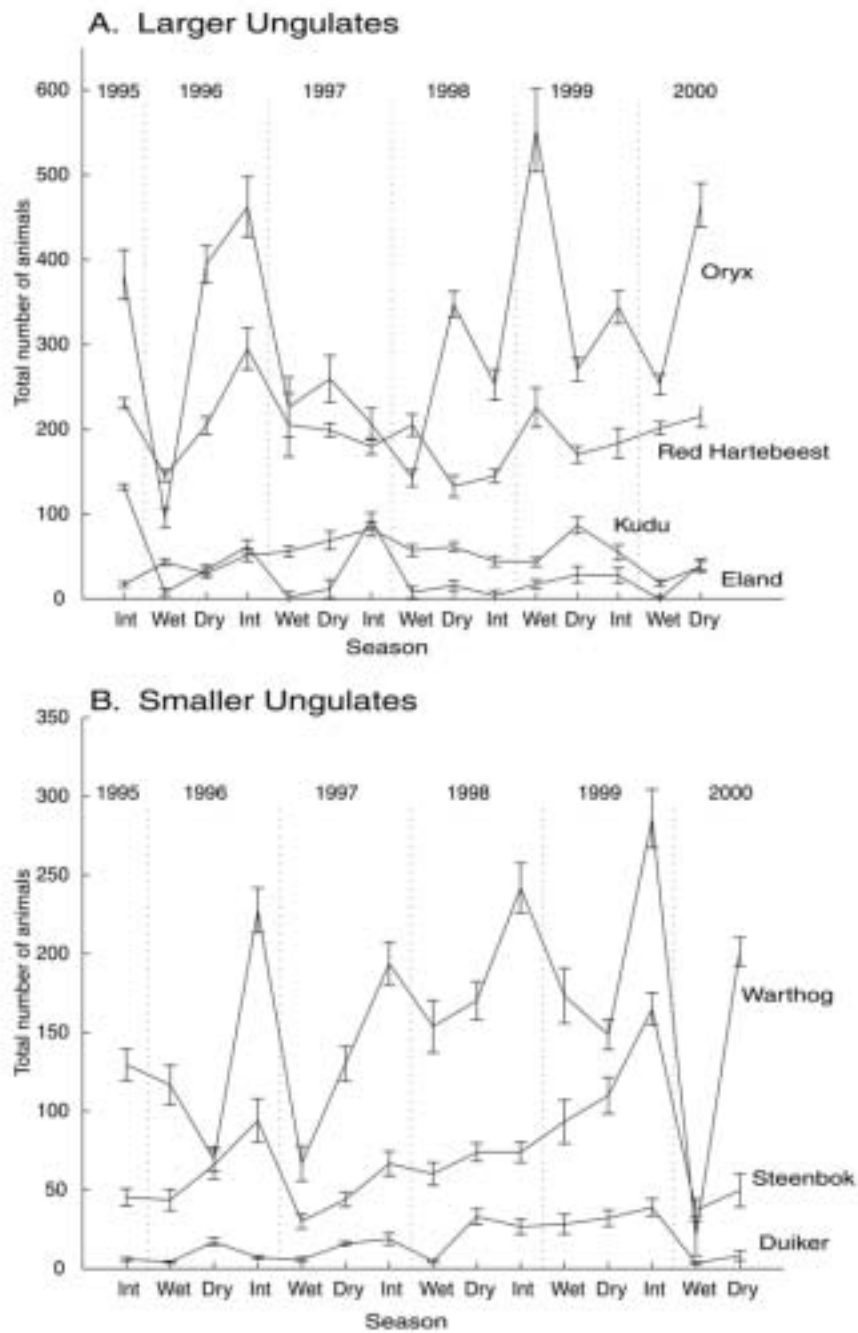 A. Larger Ungulates
1995 1996 1997 1998 1999 2000
600
500
400
300
200
100
0
Total number of animals
Oryx
Red Hartebeest
Kudu
Eland
Int Wet Dry Int Wet Dry Int Wet Dry Int Wet Dry Int Wet Dry
Season
B. Smaller Ungulates
350
300
250
200
150
100
50
0
1995 1996 1997 1998 1999 2000
Total number of animals
Warthog
Steenbok
Duiker
Int Wet Dry Int Wet Dry Int Wet Dry Int Wet Dry Int Wet Dry
Season